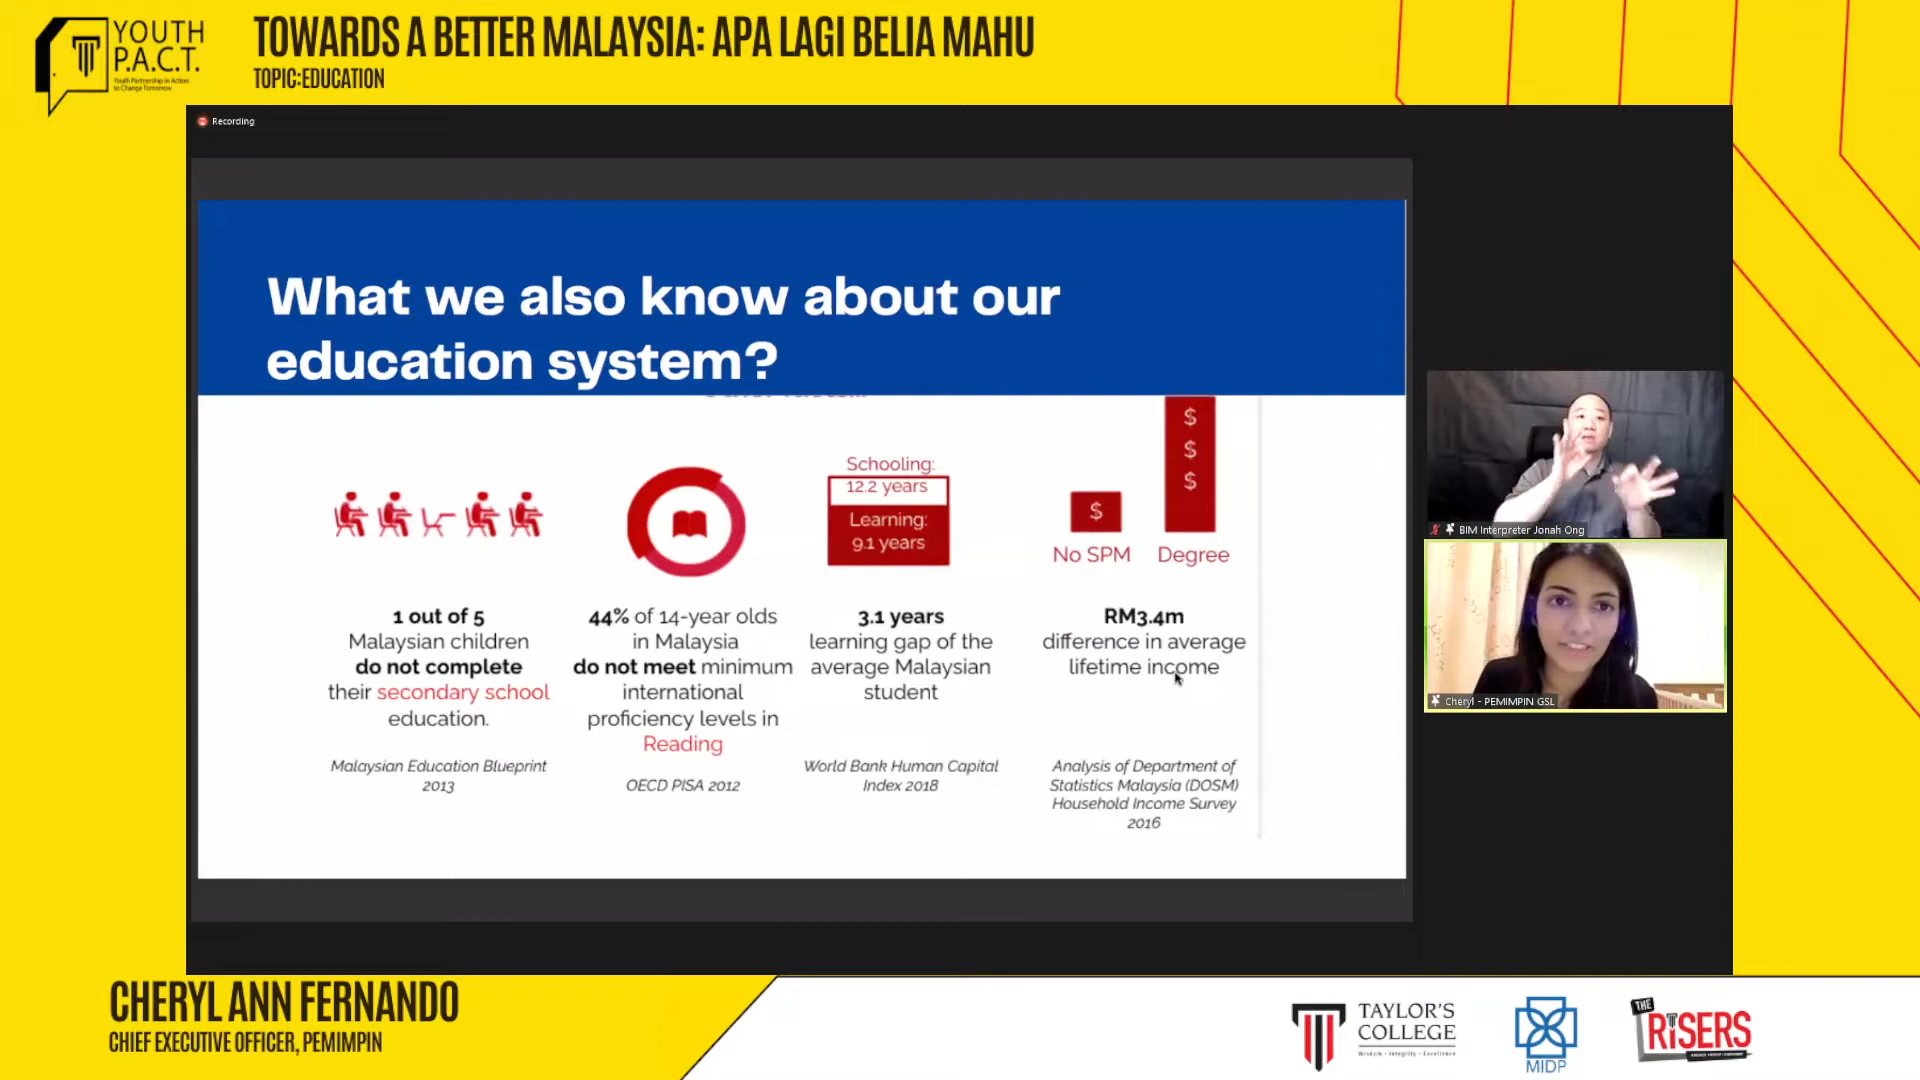 YOUTH
P.A.C.T.
Youth Partnership in Action
to Change Tomorrow
TOWARDS A BETTER MALAYSIA: APA LAGI BELIA MAHU
TOPIC:EDUCATION
Recording
What we also know about our
education system?
1 out of 5
Malaysian children
do not complete
their secondary school
education.
Malaysian Education Blueprint
2013
44% of 14-year olds
in Malaysia
do not meet minimum
international
proficiency levels in
Reading
OECD PISA 2012
Schooling:
12.2 years
Learning:
9.1 years
3.1 years
learning gap of the
average Malaysian
student
World Bank Human Capital
Index 2018
$
$
$
$
No SPM
Degree
RM3.4m
difference in average
lifetime income
Analysis of Department of
Statistics Malaysia (DOSM)
Household Income Survey
2016
BIM Interpreter Jonah Ong
Cheryl - PEMIMPIN GSL
CHERYL ANN FERNANDO
CHIEF EXECUTIVE OFFICER, PEMIMPIN
TAYLOR'S
COLLEGE
Wisdom · Integrity · Excellence
MIDP
THE
RISERS